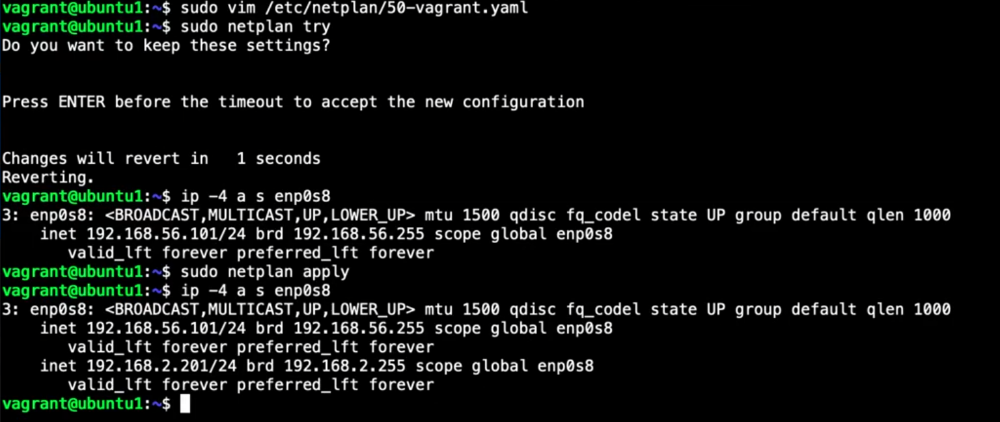 vagrant@ubuntu1:~$ sudo vim /etc/netplan/50-vagrant.yaml
vagrant@ubuntu1:~$ sudo netplan try
Do you want to keep these settings?
Press ENTER before the timeout to accept the new configuration
Changes will revert in   1 seconds
Reverting.
vagrant@ubuntu1:~$ ip -4 a s enp0s8
3: enp0s8: <BROADCAST,MULTICAST,UP,LOWER_UP> mtu 1500 qdisc fq_codel state UP group default qlen 1000
    inet 192.168.56.101/24 brd 192.168.56.255 scope global enp0s8
       valid_lft forever preferred_lft forever
vagrant@ubuntu1:~$ sudo netplan apply
vagrant@ubuntu1:~$ ip -4 a s enp0s8
3: enp0s8: <BROADCAST,MULTICAST,UP,LOWER_UP> mtu 1500 qdisc fq_codel state UP group default qlen 1000
    inet 192.168.56.101/24 brd 192.168.56.255 scope global enp0s8
       valid_lft forever preferred_lft forever
    inet 192.168.2.201/24 brd 192.168.2.255 scope global enp0s8
       valid_lft forever preferred_lft forever
vagrant@ubuntu1:~$